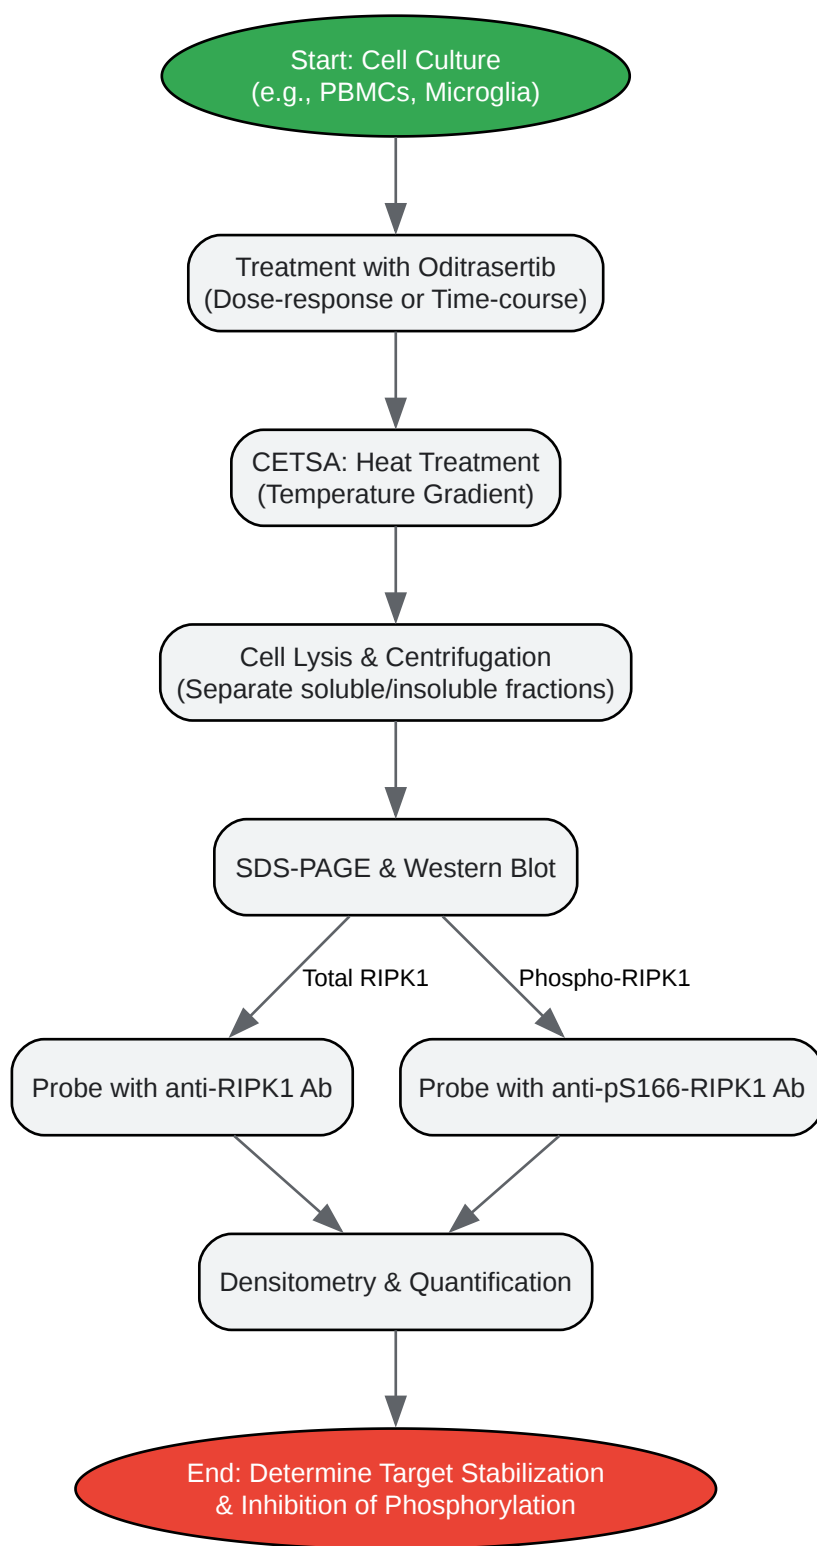 Start: Cell Culture
(e.g., PBMCs, Microglia)
Treatment with Oditrasertib
(Dose-response or Time-course)
CETSA: Heat Treatment
(Temperature Gradient)
Cell Lysis & Centrifugation
(Separate soluble/insoluble fractions)
SDS-PAGE & Western Blot
Total RIPK1
Phospho-RIPK1
Probe with anti-RIPK1 Ab
Probe with anti-pS166-RIPK1 Ab
Densitometry & Quantification
End: Determine Target Stabilization
& Inhibition of Phosphorylation